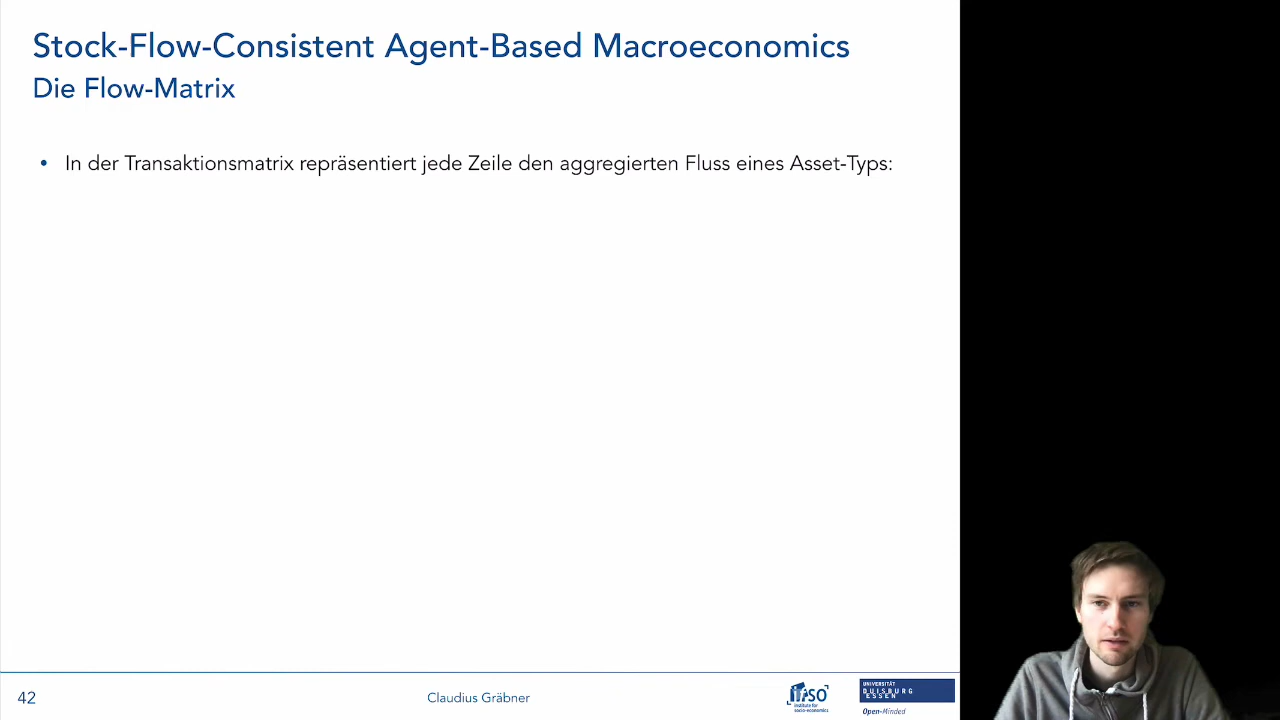 Stock-Flow-Consistent Agent-Based Macroeconomics
Die Flow-Matrix
• In der Transaktionsmatrix repräsentiert jede Zeile den aggregierten Fluss eines Asset-Typs:
42
Claudius Gräbner
ifso
institute for
socio-economics
UNIVERSITÄT
DUISBURG
ESSEN
Open-Minded